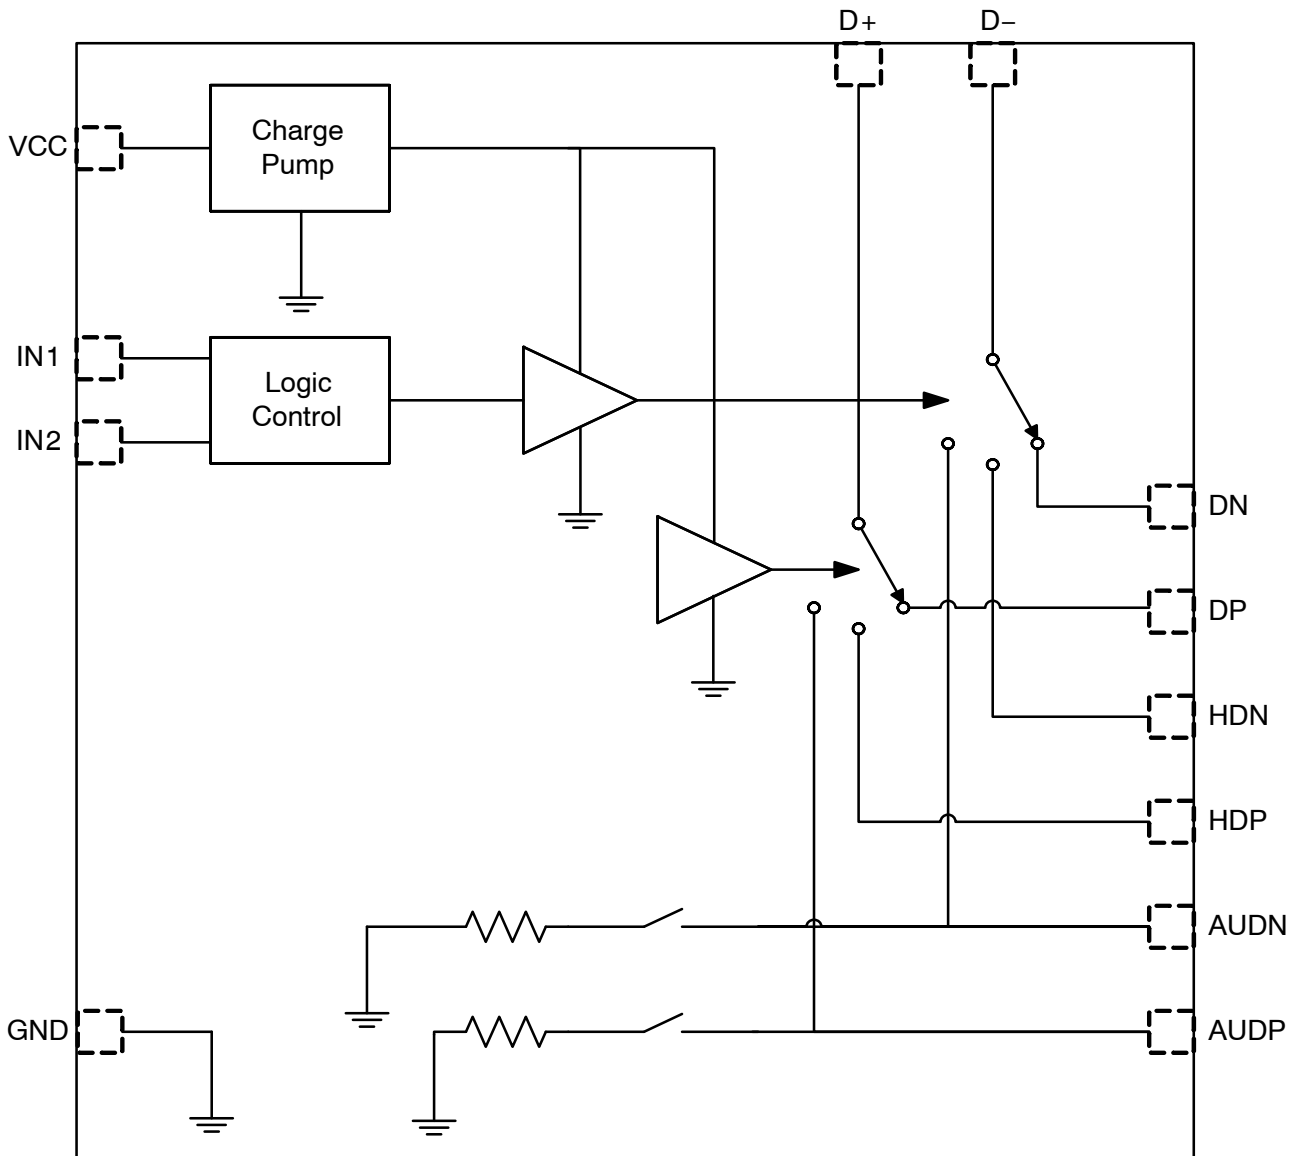 D+
D−
Charge
Pump
VCC
IN1
Logic
Control
IN2
DN
DP
HDN
HDP
AUDN
GND
AUDP